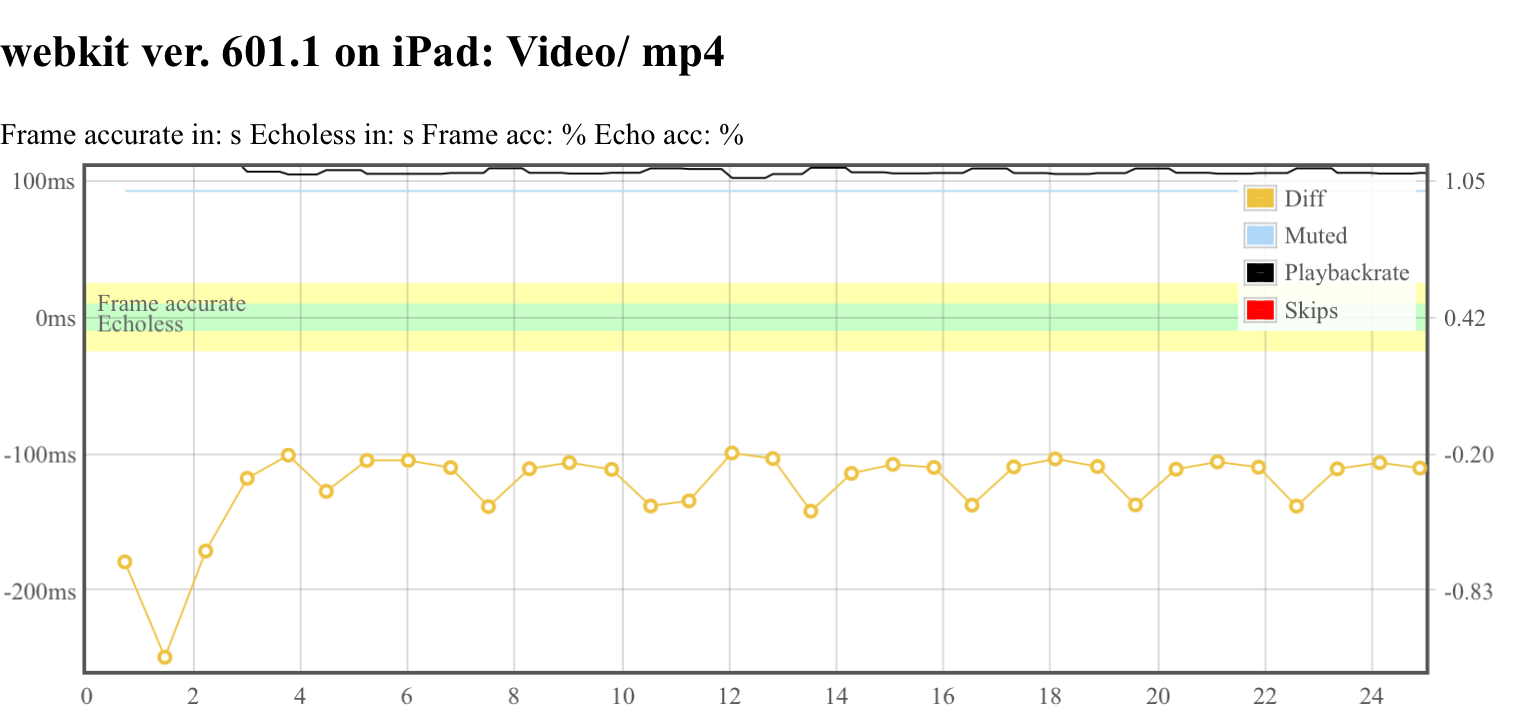 webkit ver. 601.1 on iPad: Video/ mp4
Frame accurate in: s Echoless in: s Frame acc: % Echo acc: %
100ms
0ms
-100ms
-200ms
Frame accurate
Echoless
Diff
Muted
Playbackrate
Skips
1.05
0.42
-0.20
-0.83
0 2 4 6 8 10 12 14 16 18 20 22 24